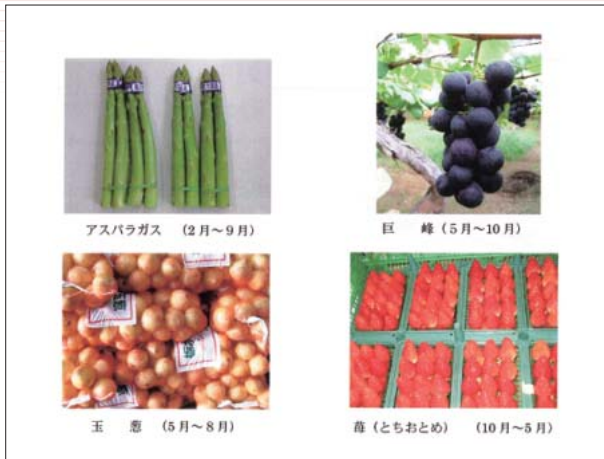 アスパラガス　(2月～9月)
巨　峰 (5月～10月)
玉　葱　(5月～8月)
苺 (とちおとめ)　(10月～5月)